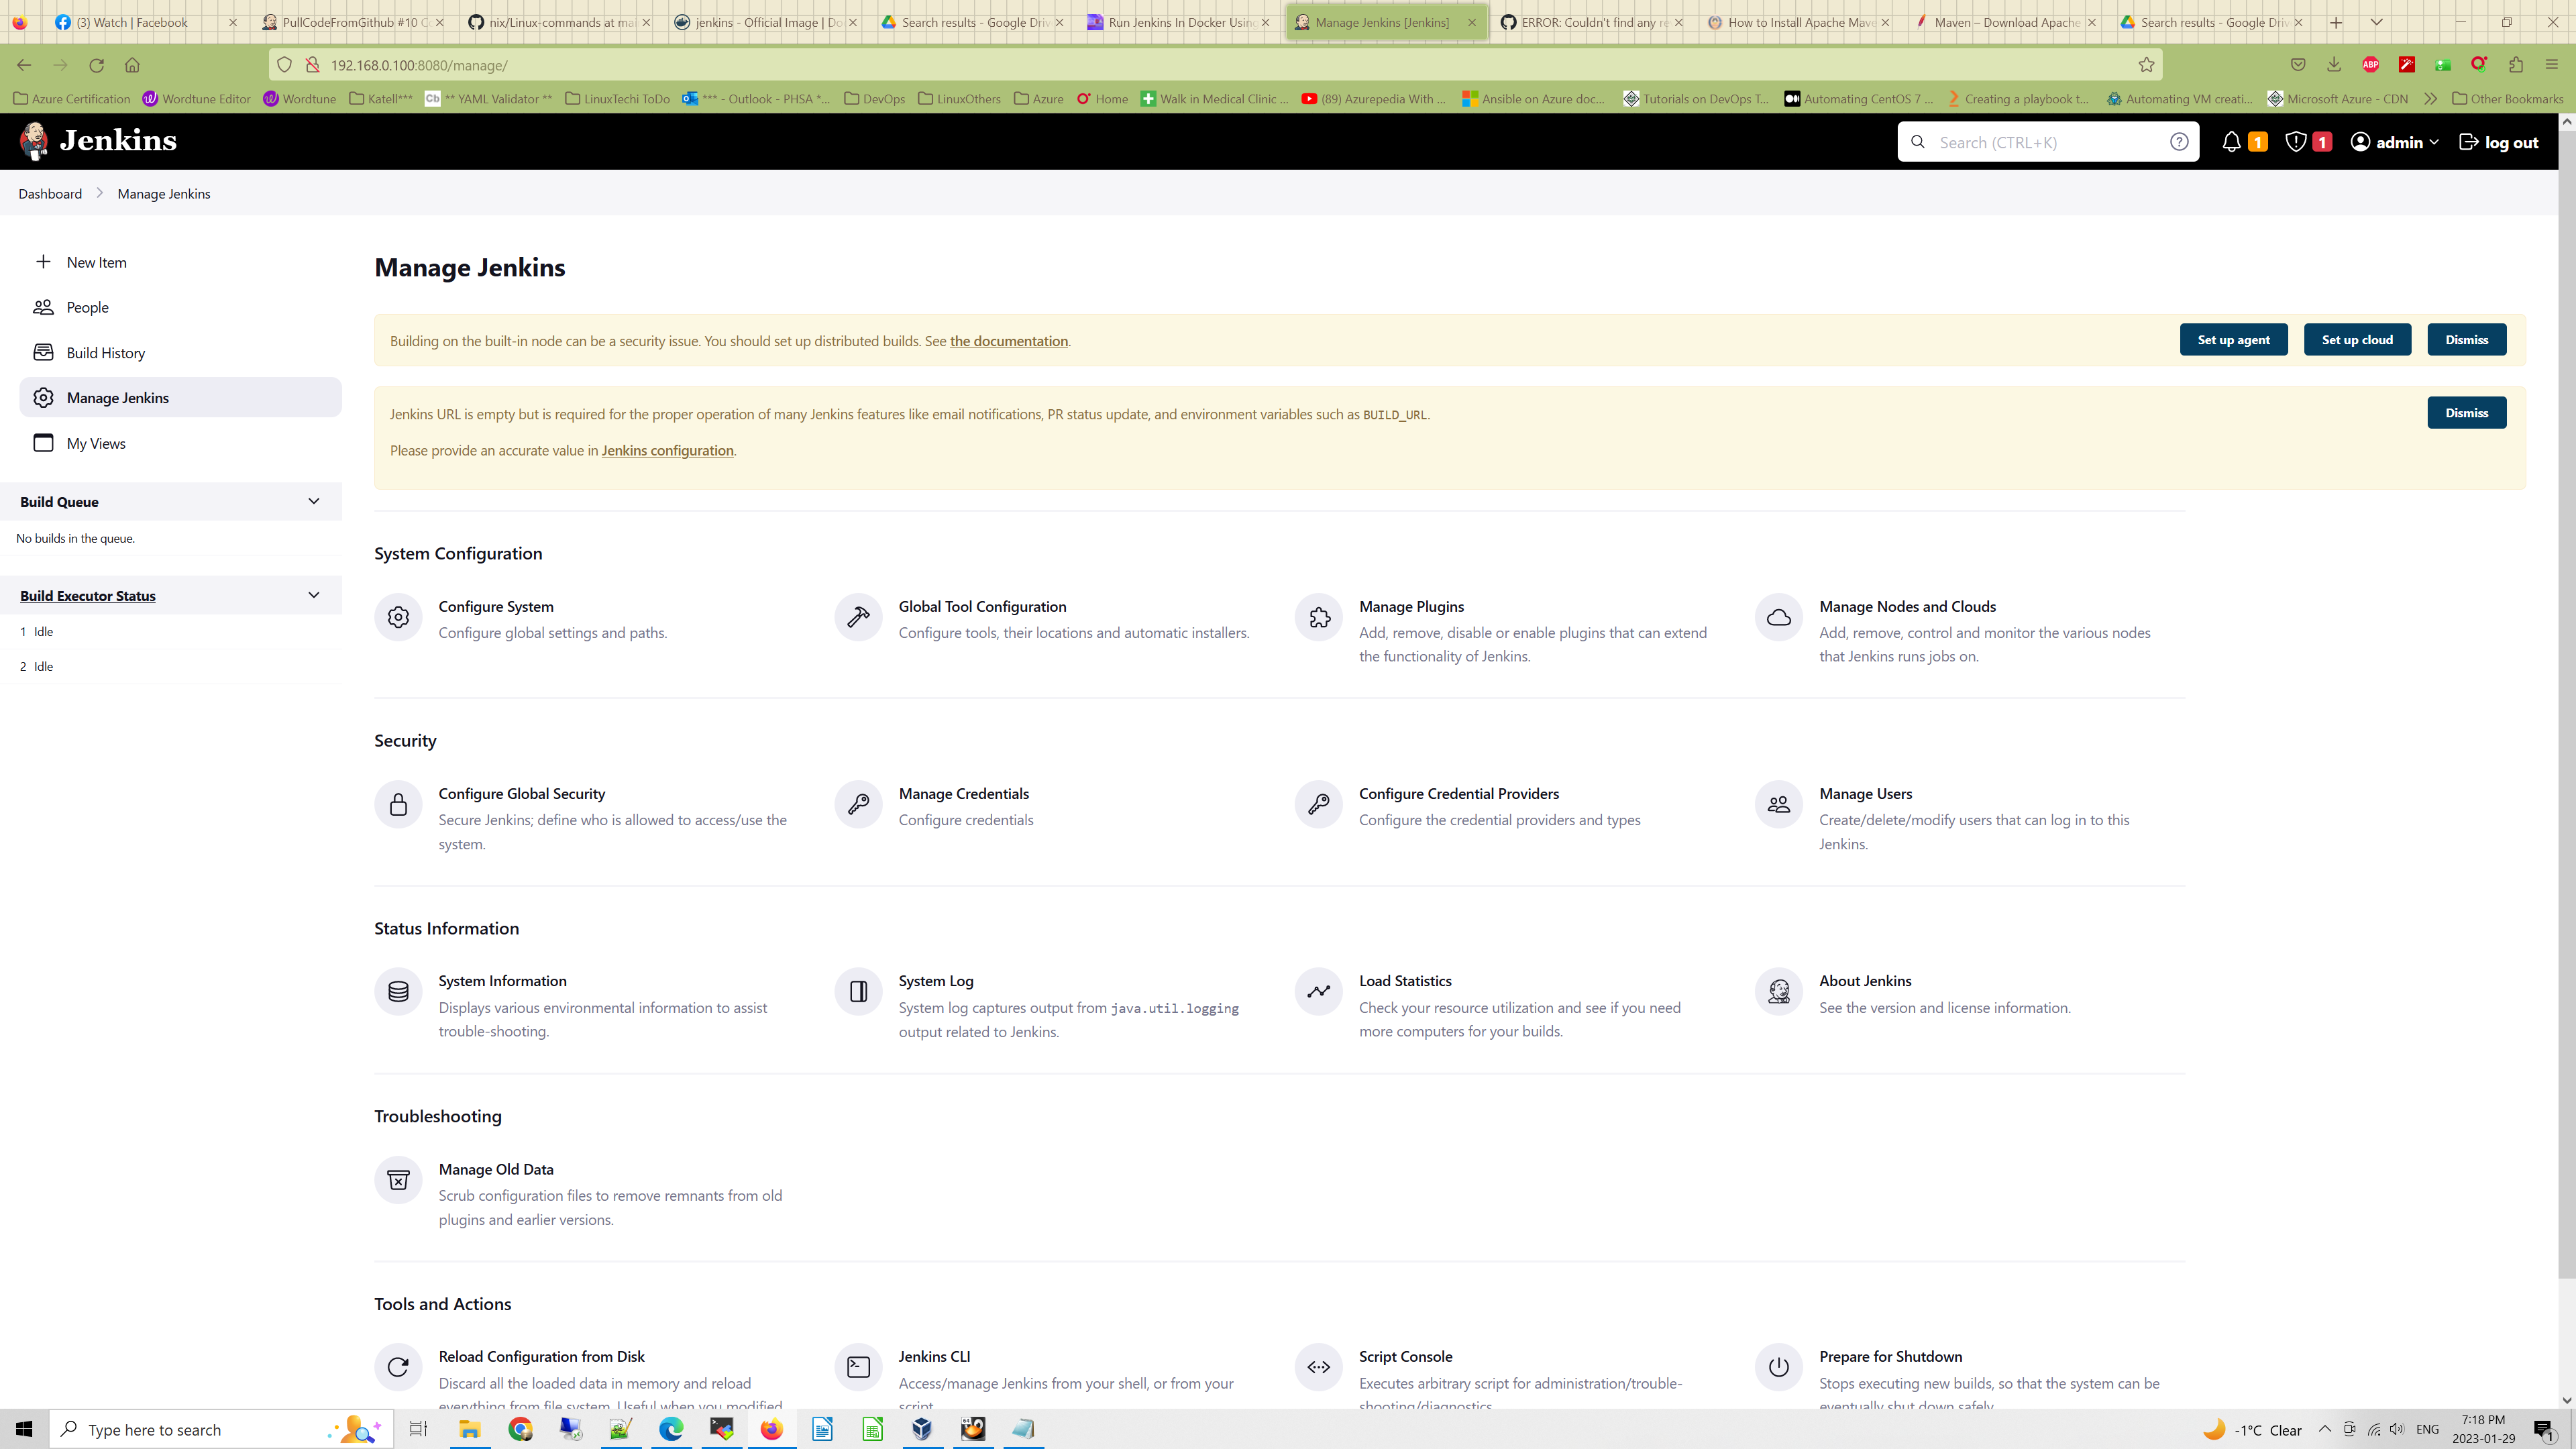 (3) Watch | Facebook
PullCodeFromGithub #10 C
nix/Linux-commands at ma
jenkins - Official Image | Do
Search results - Google Driv
Run Jenkins In Docker Using
Manage Jenkins [Jenkins]
ERROR: Couldn't find any re
How to Install Apache Mave
Maven – Download Apache
Search results - Google Driv
192.168.0.100:8080/manage/
Azure Certification
Wordtune Editor
Wordtune
Katell***
** YAML Validator **
LinuxTechi ToDo
*** - Outlook - PHSA *...
DevOps
LinuxOthers
Azure
Home
Walk in Medical Clinic ...
(89) Azurepedia With ...
Ansible on Azure doc...
Tutorials on DevOps T...
Automating CentOS 7 ...
Creating a playbook t...
Automating VM creati...
Microsoft Azure - CDN
Other Bookmarks
Jenkins
Search (CTRL+K)
1
1
admin
log out
Dashboard
Manage Jenkins
New Item
People
Build History
Manage Jenkins
My Views
Build Queue
No builds in the queue.
Build Executor Status
1 Idle
2 Idle
Manage Jenkins
Building on the built-in node can be a security issue. You should set up distributed builds. See the documentation.
Set up agent
Set up cloud
Dismiss
Jenkins URL is empty but is required for the proper operation of many Jenkins features like email notifications, PR status update, and environment variables such as BUILD_URL.
Dismiss
Please provide an accurate value in Jenkins configuration.
System Configuration
Configure System
Configure global settings and paths.
Global Tool Configuration
Configure tools, their locations and automatic installers.
Manage Plugins
Add, remove, disable or enable plugins that can extend
the functionality of Jenkins.
Manage Nodes and Clouds
Add, remove, control and monitor the various nodes
that Jenkins runs jobs on.
Security
Configure Global Security
Secure Jenkins; define who is allowed to access/use the
system.
Manage Credentials
Configure credentials
Configure Credential Providers
Configure the credential providers and types
Manage Users
Create/delete/modify users that can log in to this
Jenkins.
Status Information
System Information
Displays various environmental information to assist
trouble-shooting.
System Log
System log captures output from java.util.logging
output related to Jenkins.
Load Statistics
Check your resource utilization and see if you need
more computers for your builds.
About Jenkins
See the version and license information.
Troubleshooting
Manage Old Data
Scrub configuration files to remove remnants from old
plugins and earlier versions.
Tools and Actions
Reload Configuration from Disk
Discard all the loaded data in memory and reload
everything from file system. Useful when you modified
Jenkins CLI
Access/manage Jenkins from your shell, or from your
script.
Script Console
Executes arbitrary script for administration/trouble-
shooting/diagnostics.
Prepare for Shutdown
Stops executing new builds, so that the system can be
eventually shut down safely.
Type here to search
-1°C Clear
ENG
7:18 PM
2023-01-29
1